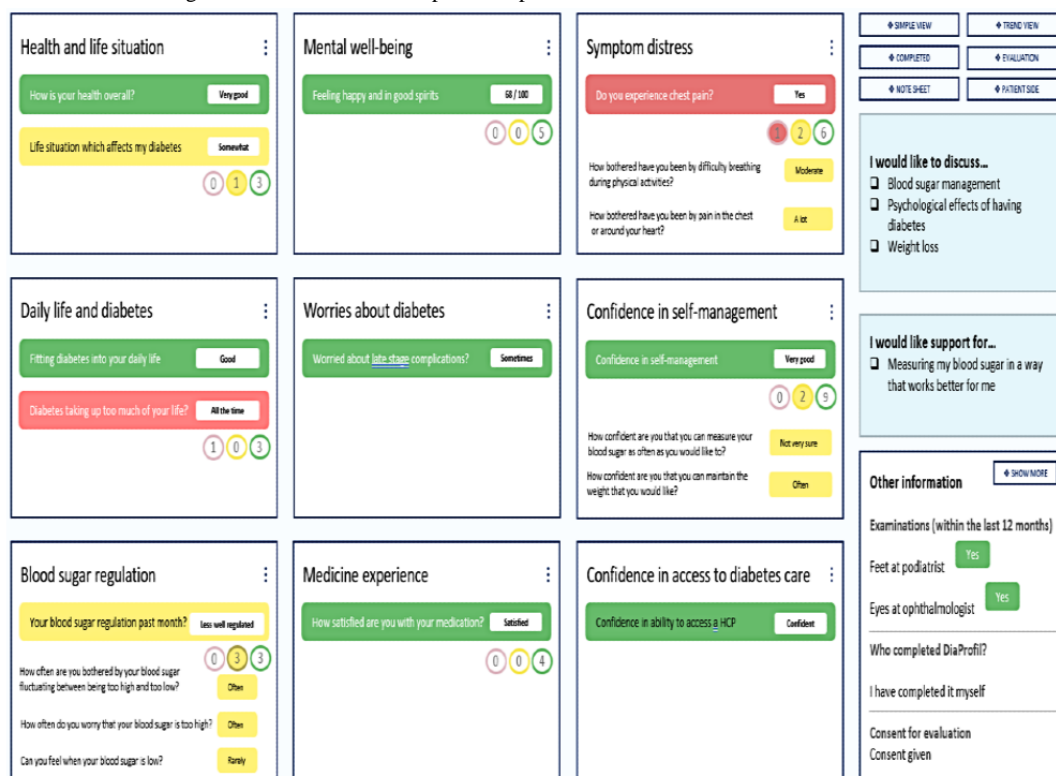 Health and life situation
How is your health overall?
Very good
Life situation which affects my diabetes
Somewhat
0 1 3
Mental well-being
Feeling happy and in good spirits
68 / 100
0 0 5
Symptom distress
Do you experience chest pain?
Yes
1 2 6
How bothered have you been by difficulty breathing
during physical activities?
Moderate
How bothered have you been by pain in the chest
or around your heart?
A lot
Daily life and diabetes
Fitting diabetes into your daily life
Good
Diabetes taking up too much of your life?
All the time
1 0 3
Worries about diabetes
Worried about late stage complications?
Sometimes
Confidence in self-management
Confidence in self-management
Very good
0 2 9
How confident are you that you can measure your
blood sugar as often as you would like to?
Not very sure
How confident are you that you can maintain the
weight that you would like?
Often
Blood sugar regulation
Your blood sugar regulation past month?
Less well regulated
0 3 3
How often are you bothered by your blood sugar
fluctuating between being too high and too low?
Often
How often do you worry that your blood sugar is too high?
Often
Can you feel when your blood sugar is low?
Rarely
Medicine experience
How satisfied are you with your medication?
Satisfied
0 0 4
Confidence in access to diabetes care
Confidence in ability to access a HCP
Confident
SIMPLE VIEW
TREND VIEW
COMPLETED
EVALUATION
NOTE SHEET
PATIENT SIDE
I would like to discuss...
Blood sugar management
Psychological effects of having
diabetes
Weight loss
I would like support for...
Measuring my blood sugar in a way
that works better for me
SHOW MORE
Other information
Examinations (within the last 12 months)
Feet at podiatrist
Yes
Eyes at ophthalmologist
Yes
Who completed DiaProfil?
I have completed it myself
Consent for evaluation
Consent given